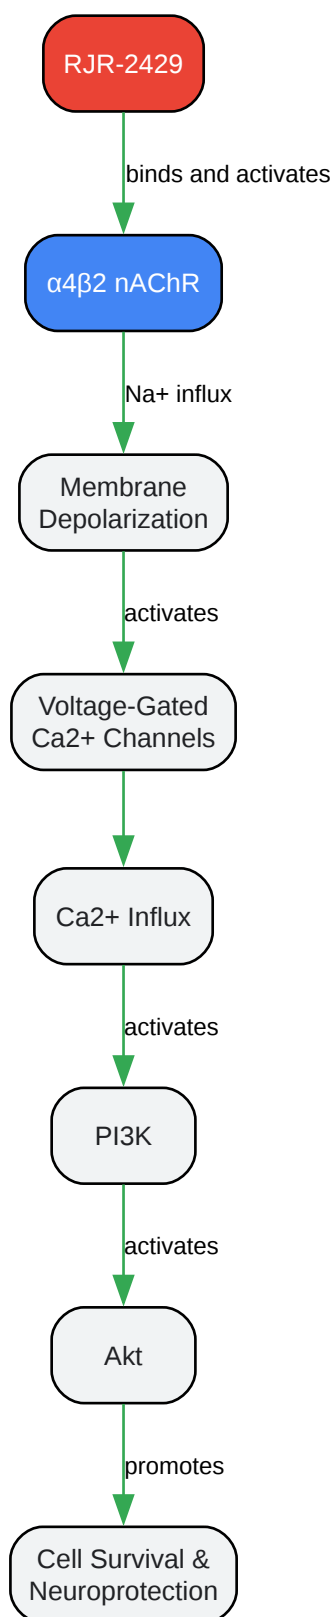 RJR-2429
binds and activates
α4β2 nAChR
Na+ influx
Membrane
Depolarization
activates
Voltage-Gated
Ca2+ Channels
Ca2+ Influx
activates
PI3K
activates
Akt
promotes
Cell Survival &
Neuroprotection